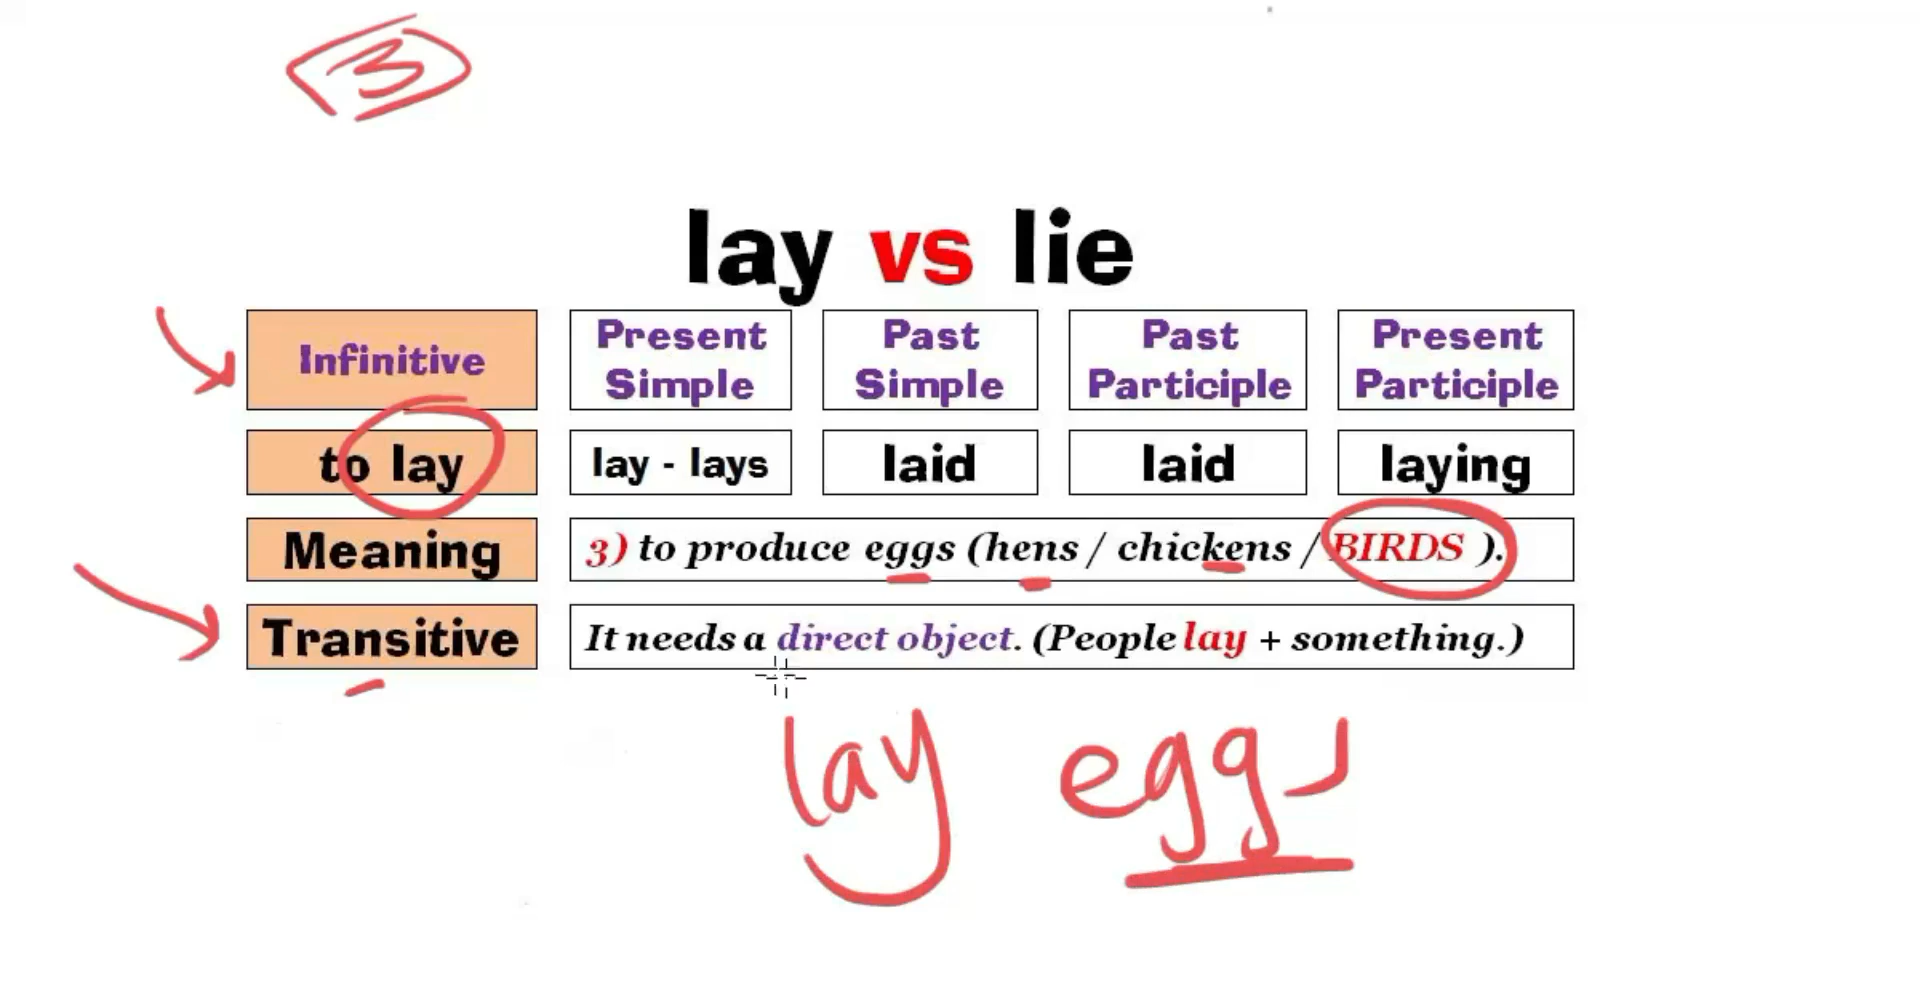 3
lay vs lie
Infinitive
Present Simple
Past Simple
Past Participle
Present Participle
to lay
lay - lays
laid
laid
laying
Meaning
3) to produce eggs (hens / chickens / BIRDS ).
Transitive
It needs a direct object. (People lay + something.)
lay eggs